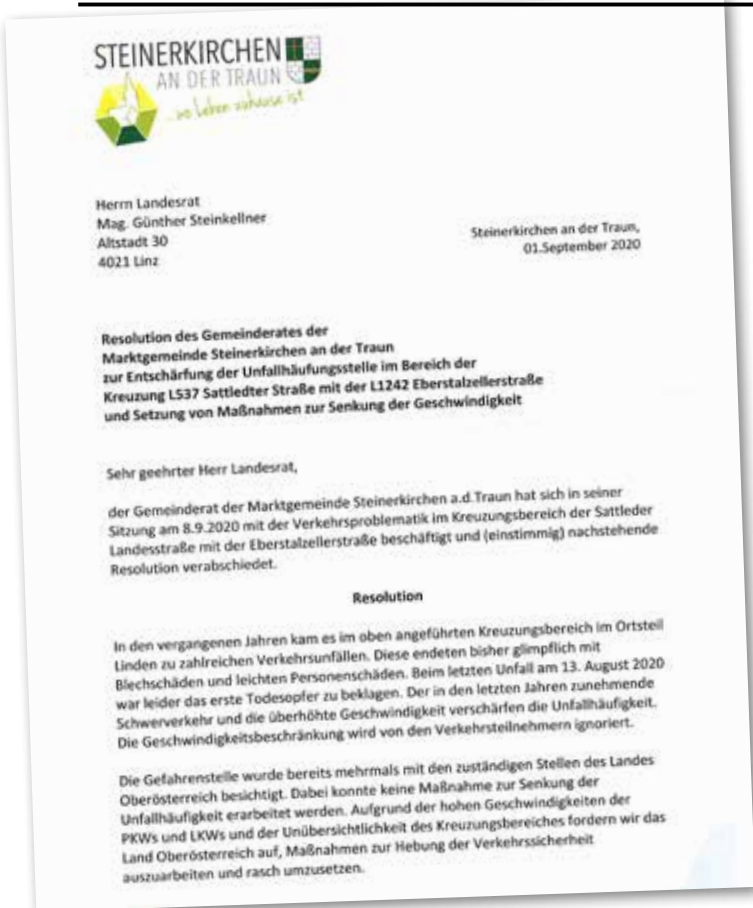 STEINERKIRCHEN
AN DER TRAUN
...wo Leben zuhause ist
Herrn Landesrat
Mag. Günther Steinkellner
Altstadt 30
4021 Linz
Steinerkirchen an der Traun,
01.September 2020
Resolution des Gemeinderates der
Marktgemeinde Steinerkirchen an der Traun
zur Entschärfung der Unfallhäufungsstelle im Bereich der
Kreuzung L537 Sattledter Straße mit der L1242 Eberstalzellerstraße
und Setzung von Maßnahmen zur Senkung der Geschwindigkeit
Sehr geehrter Herr Landesrat,
der Gemeinderat der Marktgemeinde Steinerkirchen a.d.Traun hat sich in seiner
Sitzung am 8.9.2020 mit der Verkehrsproblematik im Kreuzungsbereich der Sattleder
Landesstraße mit der Eberstalzellerstraße beschäftigt und (einstimmig) nachstehende
Resolution verabschiedet.
Resolution
In den vergangenen Jahren kam es im oben angeführten Kreuzungsbereich im Ortsteil
Linden zu zahlreichen Verkehrsunfällen. Diese endeten bisher glimpflich mit
Blechschäden und leichten Personenschäden. Beim letzten Unfall am 13. August 2020
war leider das erste Todesopfer zu beklagen. Der in den letzten Jahren zunehmende
Schwerverkehr und die überhöhte Geschwindigkeit verschärfen die Unfallhäufigkeit.
Die Geschwindigkeitsbeschränkung wird von den Verkehrsteilnehmern ignoriert.
Die Gefahrenstelle wurde bereits mehrmals mit den zuständigen Stellen des Landes
Oberösterreich besichtigt. Dabei konnte keine Maßnahme zur Senkung der
Unfallhäufigkeit erarbeitet werden. Aufgrund der hohen Geschwindigkeiten der
PKWs und LKWs und der Unübersichtlichkeit des Kreuzungsbereiches fordern wir das
Land Oberösterreich auf, Maßnahmen zur Hebung der Verkehrssicherheit
auszuarbeiten und rasch umzusetzen.